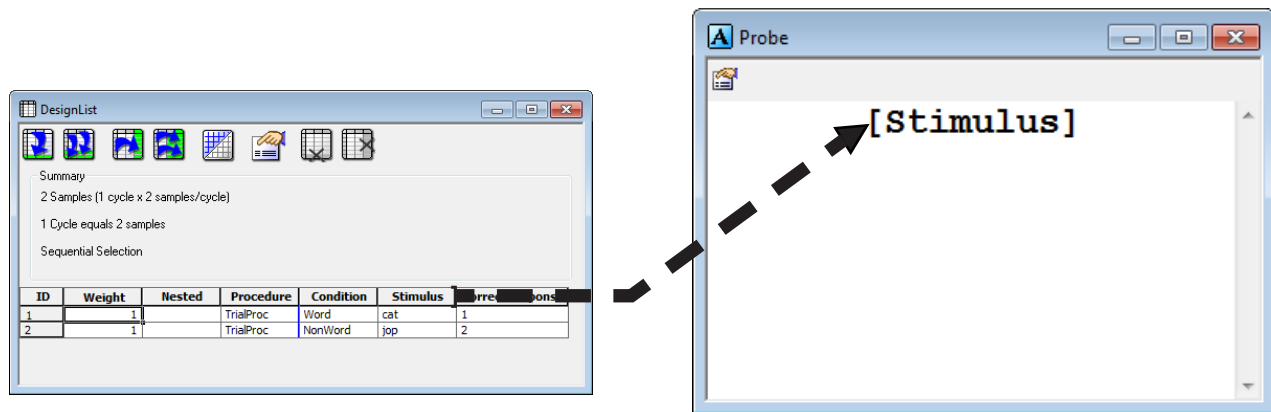 DesignList
Summary
2 Samples (1 cycle x 2 samples/cycle)
1 Cycle equals 2 samples
Sequential Selection
ID Weight Nested Procedure Condition Stimulus
1 1 TrialProc Word cat 1
2 1 TrialProc NonWord jop 2
A Probe
[Stimulus]